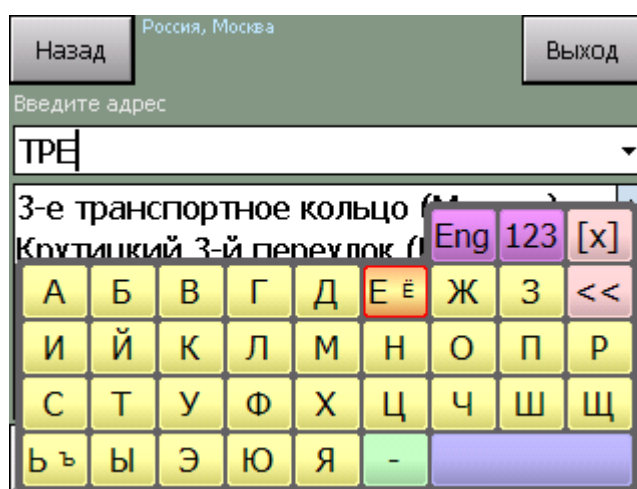 Назад
Россия, Москва
Выход
Введите адрес
ТРЕ
3-е транспортное кольцо
Крутицкий 3-й переулок
Eng 123 [x]
А Б В Г Д Е Ё Ж З <<
И Й К Л М Н О П Р
С Т У Ф Х Ц Ч Ш Щ
Ь Ъ Ы Э Ю Я -